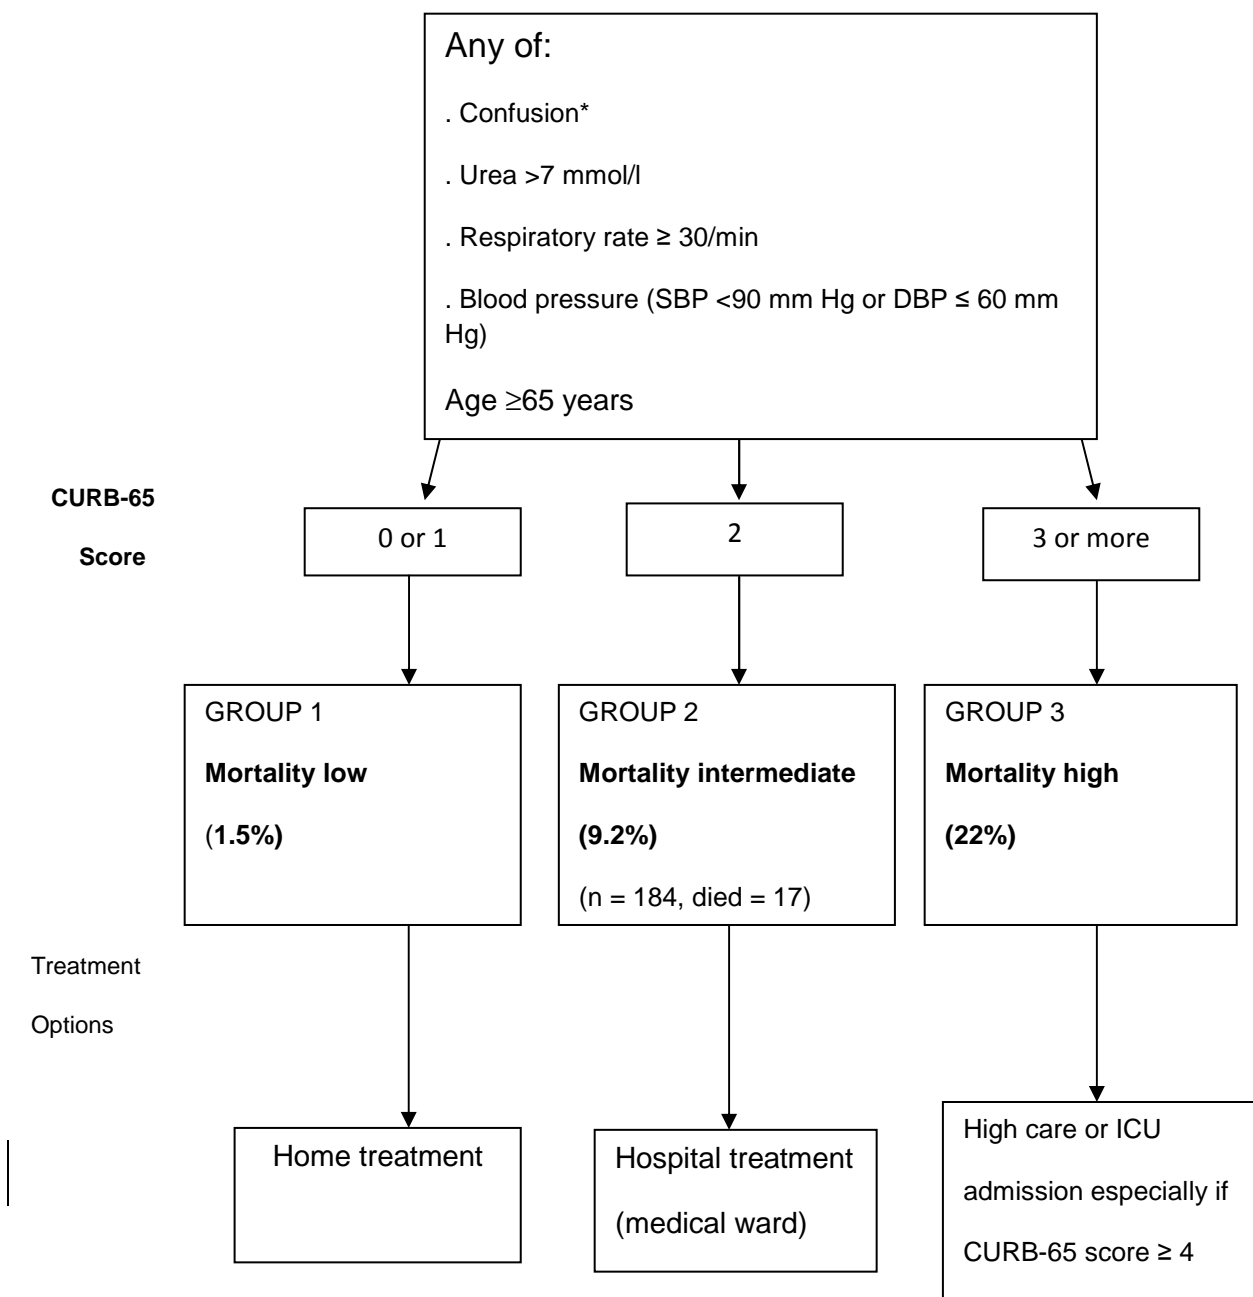 Any of:
. Confusion*
. Urea >7 mmol/l
. Respiratory rate ≥ 30/min
. Blood pressure (SBP <90 mm Hg or DBP ≤ 60 mm
Hg)
Age ≥65 years
CURB-65
Score
0 or 1
2
3 or more
GROUP 1
Mortality low
(1.5%)
GROUP 2
Mortality intermediate
(9.2%)
(n = 184, died = 17)
GROUP 3
Mortality high
(22%)
Treatment
Options
Home treatment
Hospital treatment
(medical ward)
High care or ICU
admission especially if
CURB-65 score ≥ 4